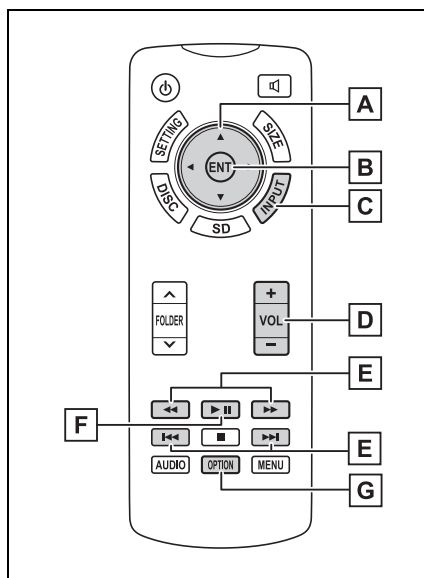 A
SETTING
SIZE
ENT
B
DISC
INPUT
C
SD
FOLDER
+
VOL
−
D
E
F
E
AUDIO
OPTION
MENU
G